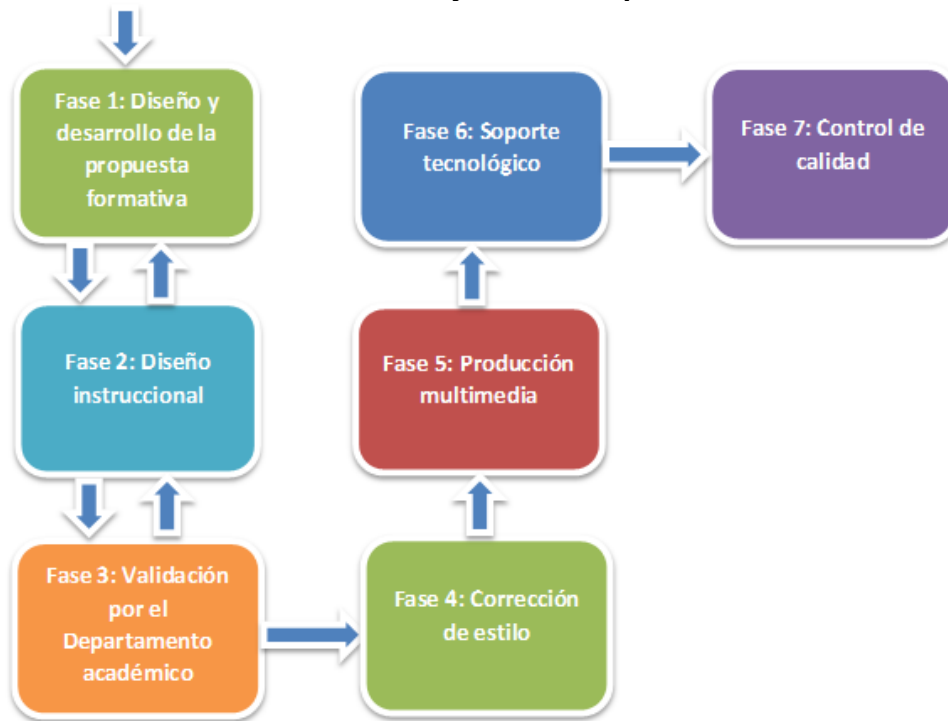 Fase 1: Diseño y
desarrollo de la
propuesta
formativa
Fase 2: Diseño
instruccional
Fase 3: Validación
por el
Departamento
académico
Fase 4: Corrección
de estilo
Fase 5: Producción
multimedia
Fase 6: Soporte
tecnológico
Fase 7: Control de
calidad